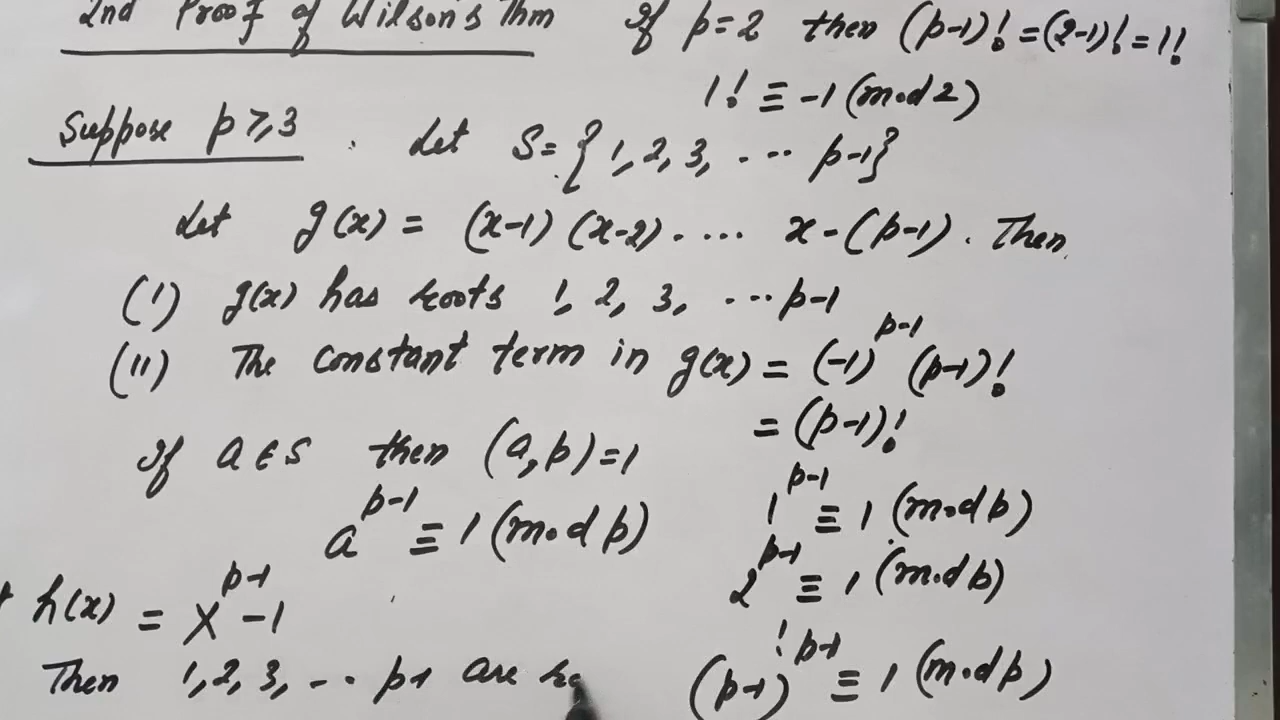 2nd Proof of Wilson's Thm If p=2 then (p-1)! = (2-1)! = 1!
1! ≡ -1 (mod 2)
Suppose p ⩾ 3 . Let S = {1, 2, 3, ... p-1}
Let g(x) = (x-1) (x-2) .... x-(p-1). Then
(I) g(x) has roots 1, 2, 3, ... p-1
(II) The constant term in g(x) = (-1)^{p-1} (p-1)!
= (p-1)!
If a ∈ S then (a, p) = 1
a^{p-1} ≡ 1 (mod p)
1^{p-1} ≡ 1 (mod p)
2^{p-1} ≡ 1 (mod p)
⋮
(p-1)^{p-1} ≡ 1 (mod p)
h(x) = x^{p-1} - 1
Then 1, 2, 3, ... p-1 are